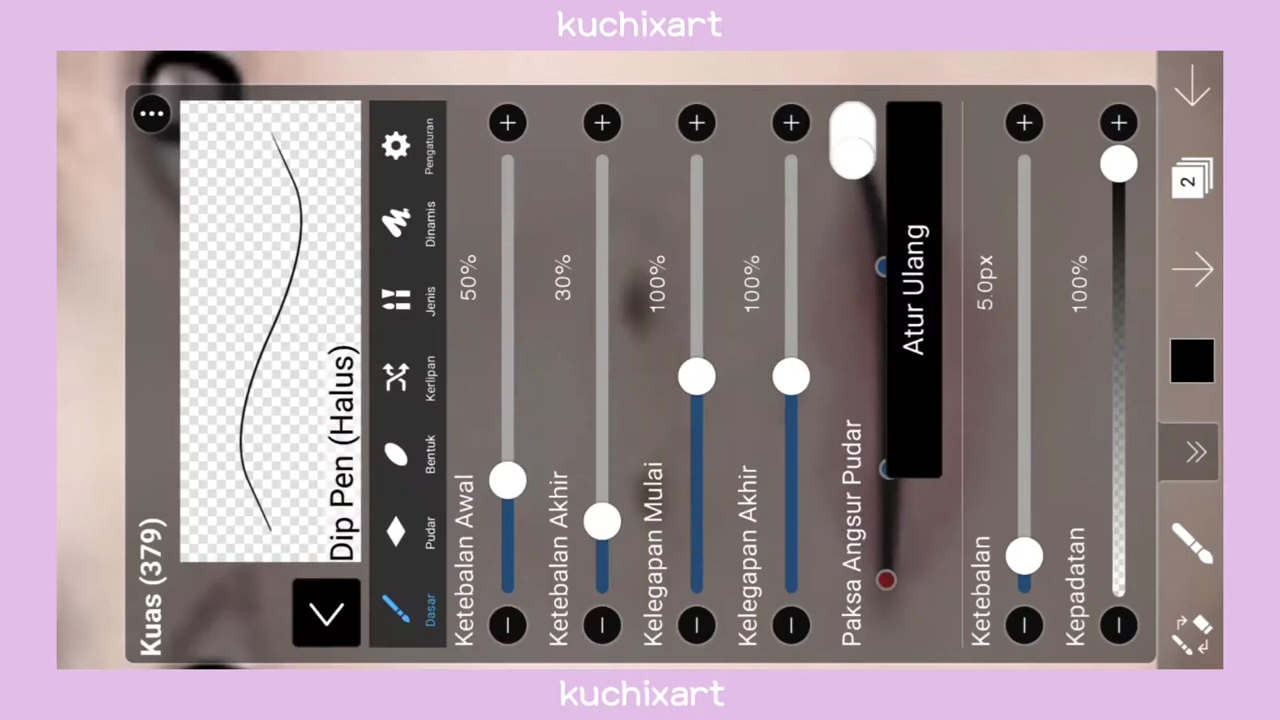 kuchixart
Kuas (379)
Dip Pen (Halus)
Dasar
Pudar
Bentuk
Kerlipan
Jenis
Dinamis
Pengaturan
Ketebalan Awal 50%
Ketebalan Akhir 30%
Kelegapan Mulai 100%
Kelegapan Akhir 100%
Paksa Angsur Pudar
Atur Ulang
Ketebalan 5.0px
Kepadatan 100%
2
kuchixart